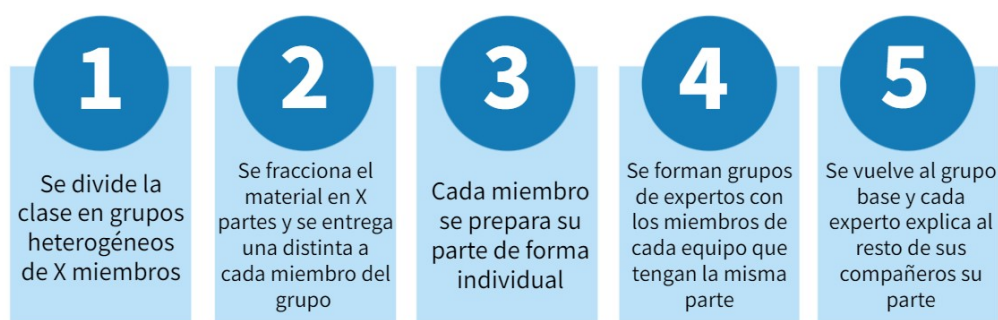 1
Se divide la
clase en grupos
heterogéneos
de X miembros
2
Se fracciona el
material en X
partes y se entrega
una distinta a
cada miembro del
grupo
3
Cada miembro
se prepara su
parte de forma
individual
4
Se forman grupos
de expertos con
los miembros de
cada equipo que
tengan la misma
parte
5
Se vuelve al grupo
base y cada
experto explica al
resto de sus
compañeros su
parte